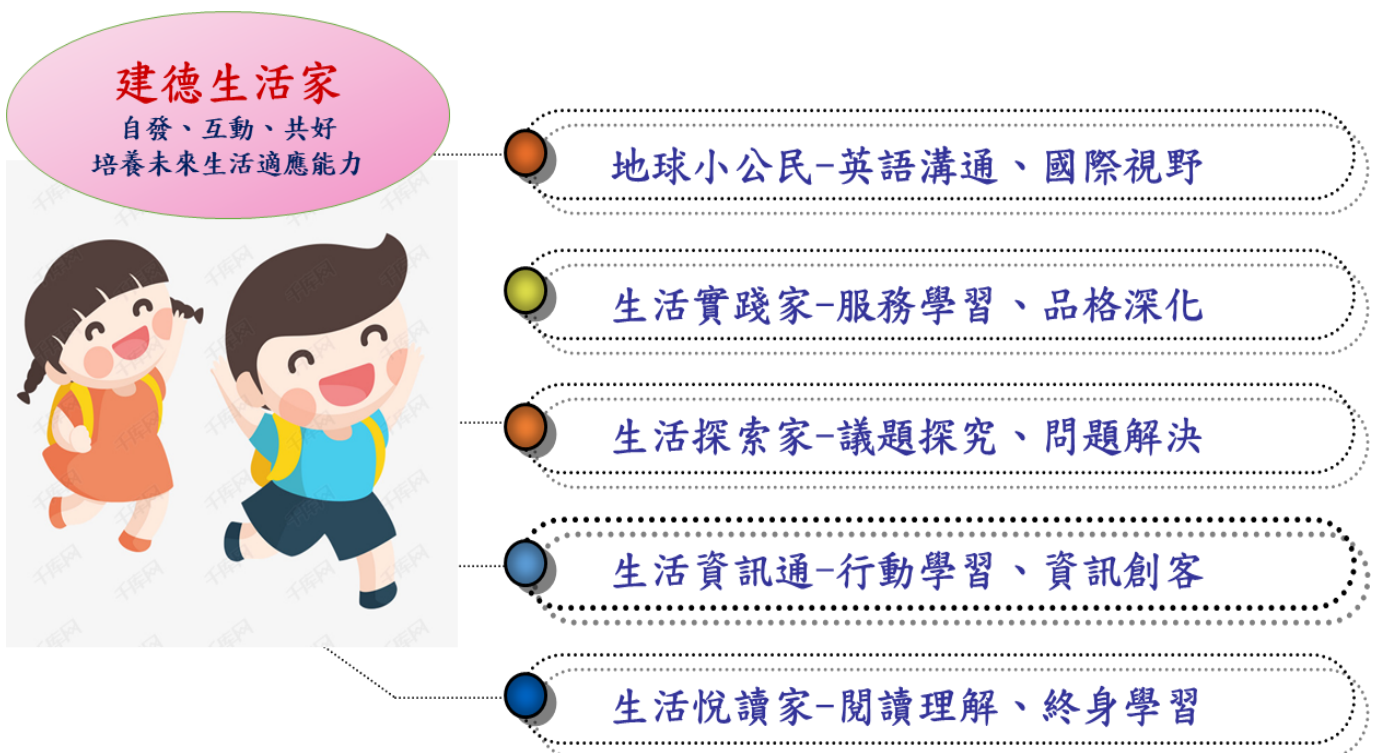 建德生活家
自發、互動、共好
培養未來生活適應能力
地球小公民-英語溝通、國際視野
生活實踐家-服務學習、品格深化
生活探索家-議題探究、問題解決
生活資訊通-行動學習、資訊創客
生活悅讀家-閱讀理解、終身學習
千库网